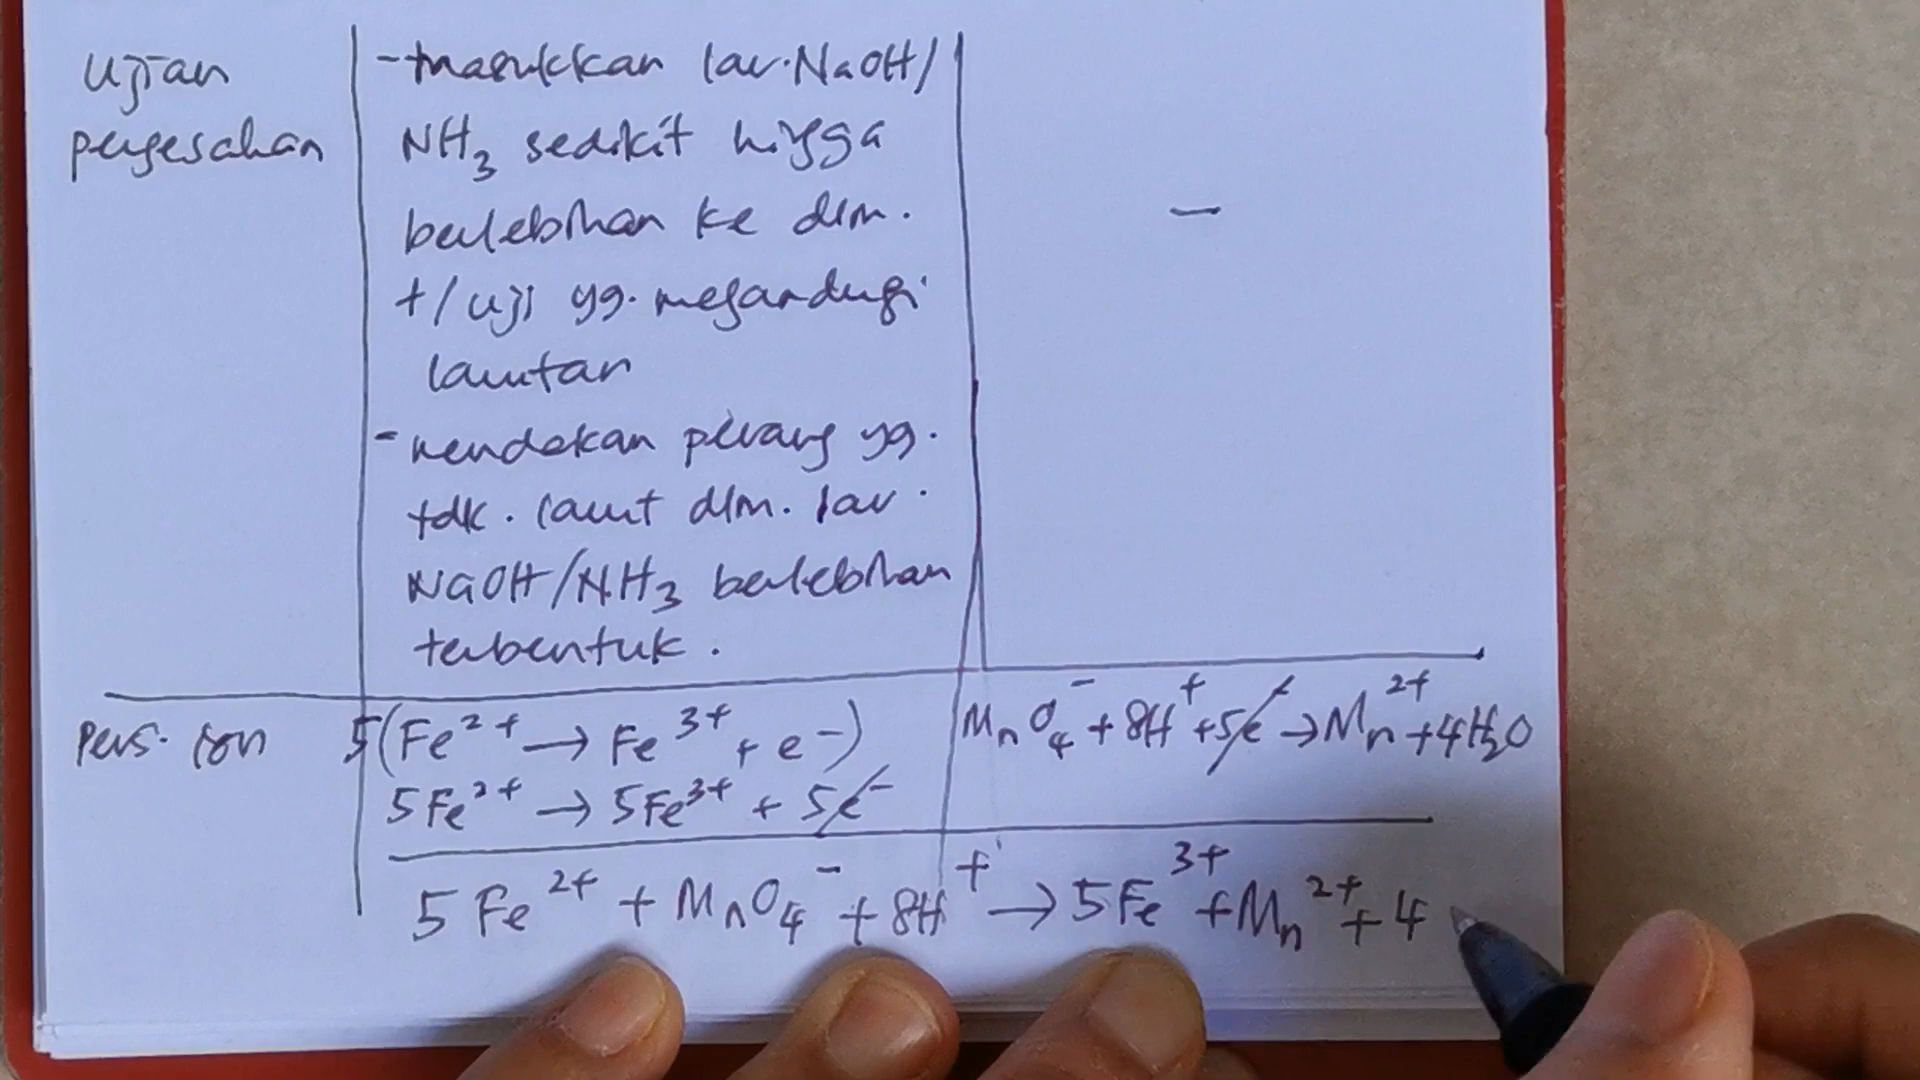 Ujian
pengesahan
- masukkan lar. NaOH/
NH₃ sedikit hingga
berlebihan ke dlm.
t/uji yg. mengandungi
larutan
- mendakan perang yg.
tdk. larut dlm. lar.
NaOH/NH₃ berlebihan
terbentuk.
—
Pers. ion
5(Fe²⁺ → Fe³⁺ + e⁻)
5Fe²⁺ → 5Fe³⁺ + 5e⁻
MnO₄⁻ + 8H⁺ + 5e⁻ → Mn²⁺ + 4H₂O
5Fe²⁺ + MnO₄⁻ + 8H⁺ → 5Fe³⁺ + Mn²⁺ + 4